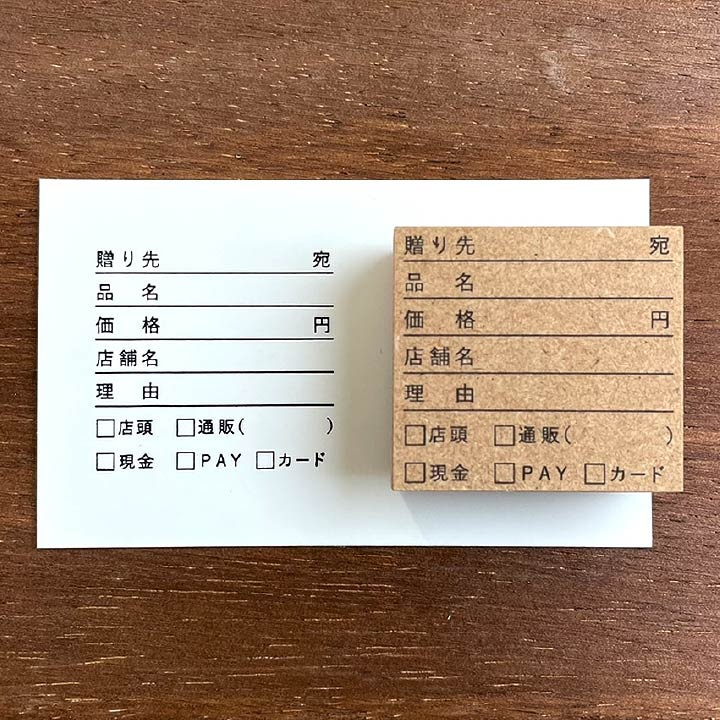 贈り先 宛
品 名
価 格 円
店舗名
理 由
□店頭 □通販( )
□現金 □PAY □カード
贈り先 宛
品 名
価 格 円
店舗名
理 由
□店頭 □通販( )
□現金 □PAY □カード